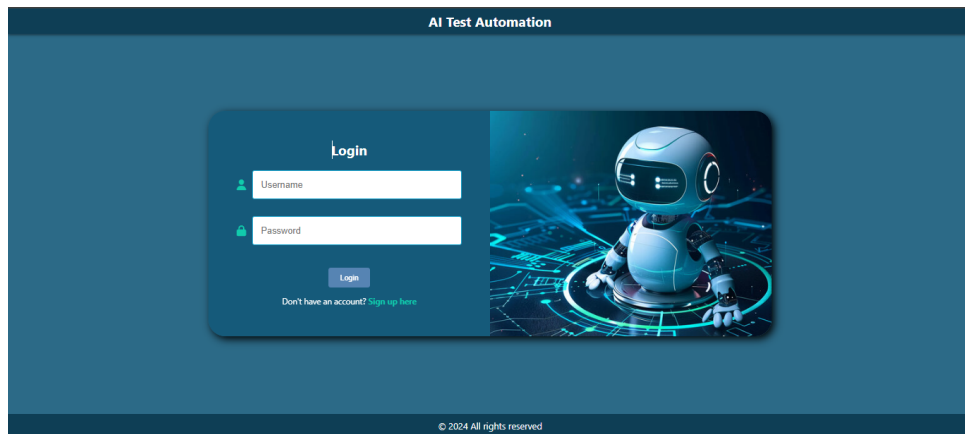 AI Test Automation
Login
Username
Password
Login
Don't have an account? Sign up here
© 2024 All rights reserved